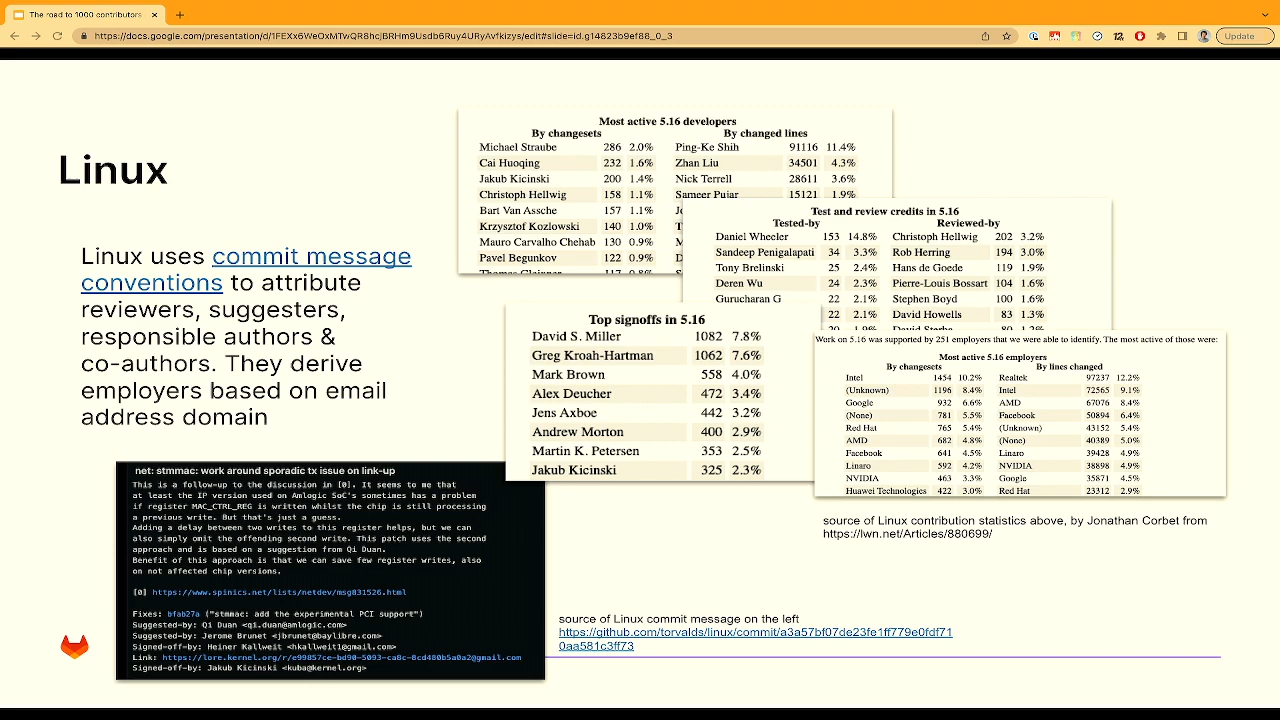 The road to 1000 contributors
https://docs.google.com/presentation/d/1FEXx6WeOxMTwQR8hcJBRHm9Usdb6Ruy4URyAvfkizys/edit#slide=id.g14823b9ef88_0_3
Update
Linux
Linux uses commit message
conventions to attribute
reviewers, suggesters,
responsible authors &
co-authors. They derive
employers based on email
address domain
Most active 5.16 developers
By changesets By changed lines
Michael Straube 286 2.0% Ping-Ke Shih 91116 11.4%
Cai Huoqing 232 1.6% Zhan Liu 34501 4.3%
Jakub Kicinski 200 1.4% Nick Terrell 28611 3.6%
Christoph Hellwig 158 1.1% Sameer Pujar 15121 1.9%
Bart Van Assche 157 1.1%
Krzysztof Kozlowski 140 1.0%
Mauro Carvalho Chehab 130 0.9%
Pavel Begunkov 122 0.9%
Test and review credits in 5.16
Tested-by Reviewed-by
Daniel Wheeler 153 14.8% Christoph Hellwig 202 3.2%
Sandeep Penigalapati 34 3.3% Rob Herring 194 3.0%
Tony Brelinski 25 2.4% Hans de Goede 119 1.9%
Deren Wu 24 2.3% Pierre-Louis Bossart 104 1.6%
Gurucharan G 22 2.1% Stephen Boyd 100 1.6%
22 2.1% David Howells 83 1.3%
Top signoffs in 5.16
David S. Miller 1082 7.8%
Greg Kroah-Hartman 1062 7.6%
Mark Brown 558 4.0%
Alex Deucher 472 3.4%
Jens Axboe 442 3.2%
Andrew Morton 400 2.9%
Martin K. Petersen 353 2.5%
Jakub Kicinski 325 2.3%
Work on 5.16 was supported by 251 employers that we were able to identify. The most active of those were:
Most active 5.16 employers
By changesets By lines changed
Intel 1454 10.2% Realtek 97237 12.2%
(Unknown) 1196 8.4% Intel 72565 9.1%
Google 932 6.6% AMD 67076 8.4%
(None) 781 5.5% Facebook 50894 6.4%
Red Hat 765 5.4% (Unknown) 43152 5.4%
AMD 682 4.8% (None) 40389 5.0%
Facebook 641 4.5% Linaro 39428 4.9%
Linaro 592 4.2% NVIDIA 38898 4.9%
NVIDIA 463 3.3% Google 35871 4.5%
Huawei Technologies 422 3.0% Red Hat 23312 2.9%
source of Linux contribution statistics above, by Jonathan Corbet from
https://lwn.net/Articles/880699/
net: stmmac: work around sporadic tx issue on link-up
This is a follow-up to the discussion in [0]. It seems to me that
at least the IP version used on Amlogic SoC's sometimes has a problem
if register MAC_CTRL_REG is written whilst the chip is still processing
a previous write. But that's just a guess.
Adding a delay between two writes to this register helps, but we can
also simply omit the offending second write. This patch uses the second
approach and is based on a suggestion from Qi Duan.
Benefit of this approach is that we can save few register writes, also
on not affected chip versions.
[0] https://www.spinics.net/lists/netdev/msg831526.html
Fixes: bfab27a ("stmmac: add the experimental PCI support")
Suggested-by: Qi Duan <qi.duan@amlogic.com>
Suggested-by: Jerome Brunet <jbrunet@baylibre.com>
Signed-off-by: Heiner Kallweit <hkallweit1@gmail.com>
Link: https://lore.kernel.org/r/e99857ce-bd90-5093-ca8c-8cd480b5a0a2@gmail.com
Signed-off-by: Jakub Kicinski <kuba@kernel.org>
source of Linux commit message on the left
https://github.com/torvalds/linux/commit/a3a57bf07de23fe1ff779e0fdf71
0aa581c3ff73